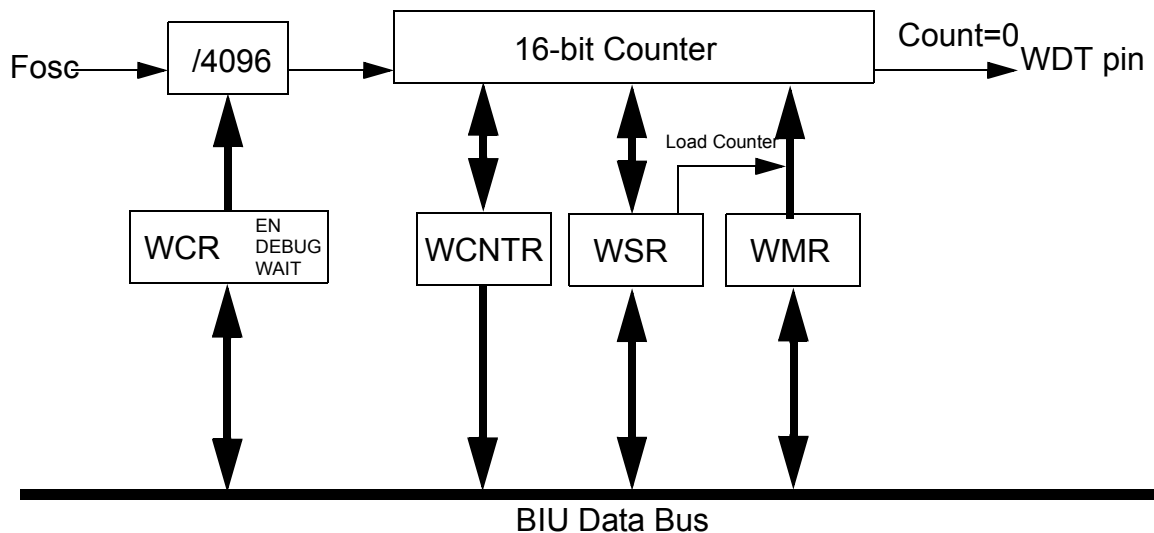 Fosc
/4096
16-bit Counter
Count=0
WDT pin
Load Counter
WCR
EN
DEBUG
WAIT
WCNTR
WSR
WMR
BIU Data Bus